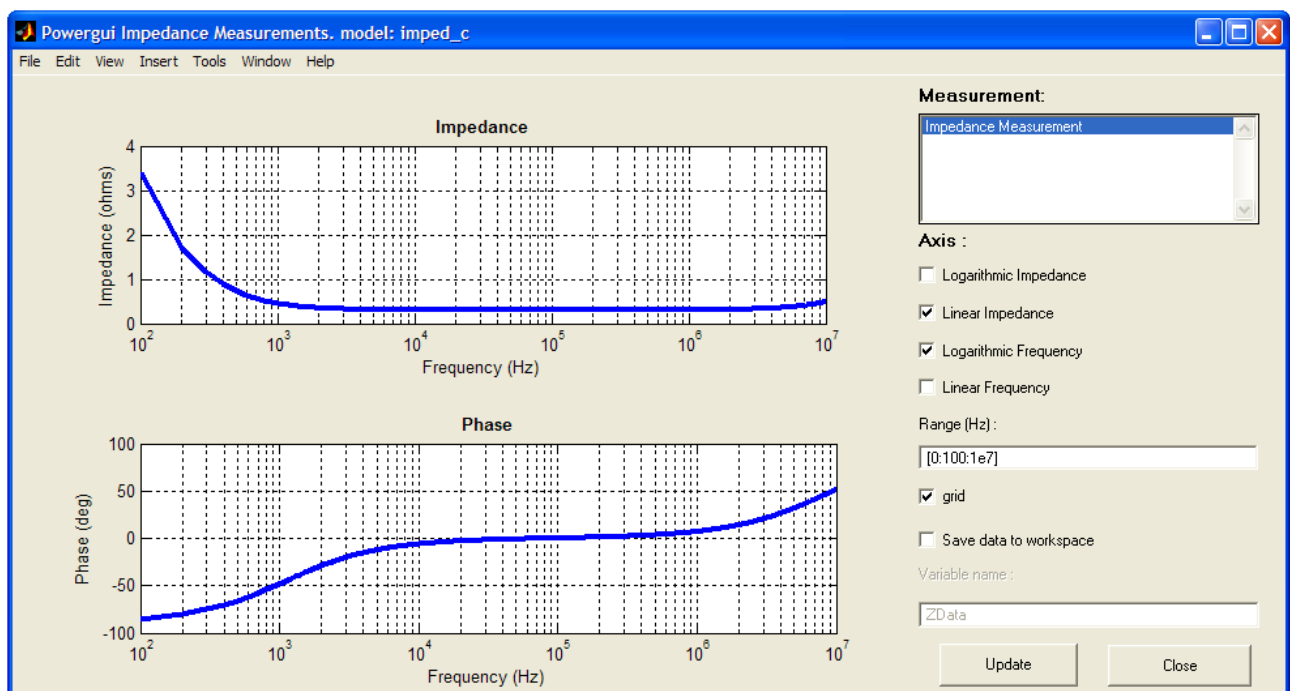 Powergui Impedance Measurements. model: imped_c
File Edit View Insert Tools Window Help
Impedance
Impedance (ohms)
4
3
2
1
0
10^2 10^3 10^4 10^5 10^6 10^7
Frequency (Hz)
Phase
Phase (deg)
100
50
0
-50
-100
10^2 10^3 10^4 10^5 10^6 10^7
Frequency (Hz)
Measurement:
Impedance Measurement
Axis :
Logarithmic Impedance
Linear Impedance
Logarithmic Frequency
Linear Frequency
Range (Hz) :
[0:100:1e7]
grid
Save data to workspace
Variable name :
ZData
Update Close